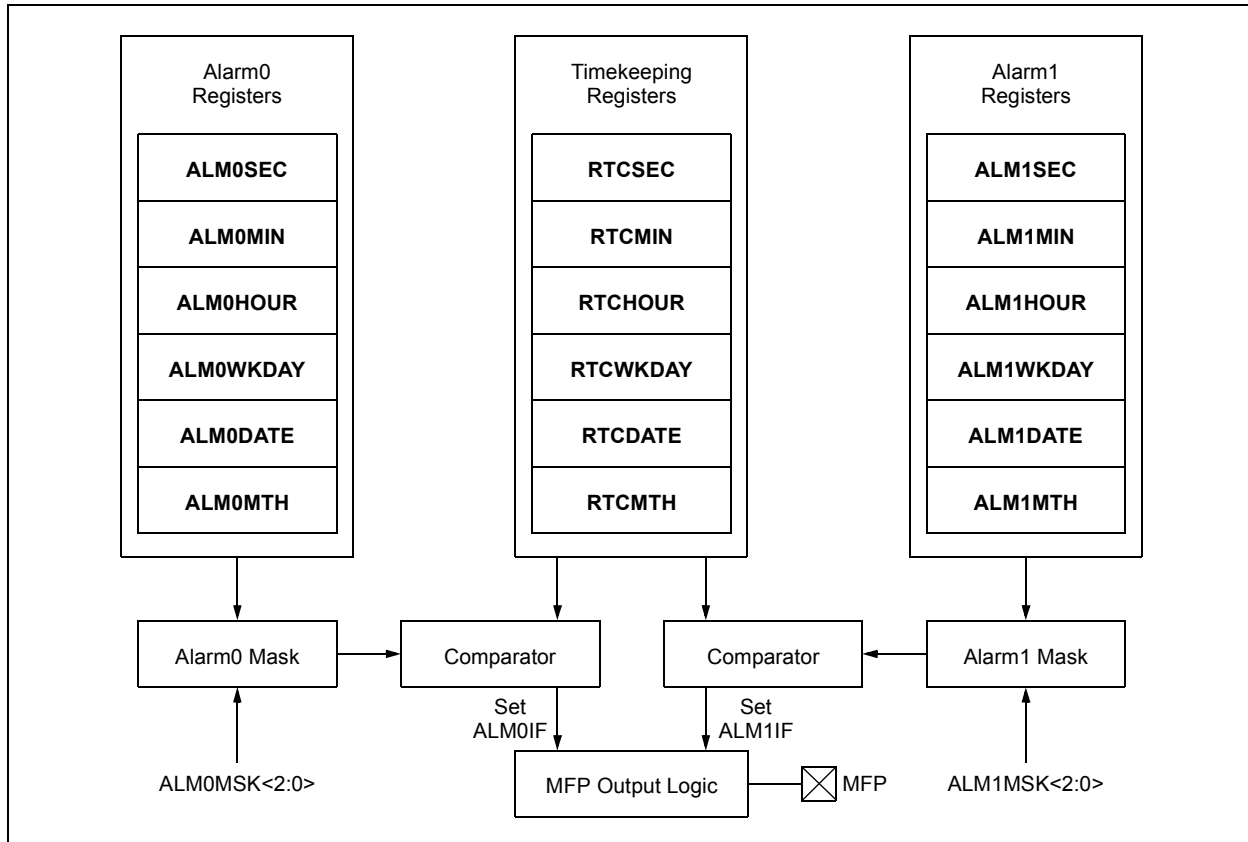 Alarm0
Registers
ALM0SEC
ALM0MIN
ALM0HOUR
ALM0WKDAY
ALM0DATE
ALM0MTH
Timekeeping
Registers
RTCSEC
RTCMIN
RTCHOUR
RTCWKDAY
RTCDATE
RTCMTH
Alarm1
Registers
ALM1SEC
ALM1MIN
ALM1HOUR
ALM1WKDAY
ALM1DATE
ALM1MTH
Alarm0 Mask
Comparator
Comparator
Alarm1 Mask
Set
ALM0IF
Set
ALM1IF
ALM0MSK<2:0>
MFP Output Logic
MFP
ALM1MSK<2:0>